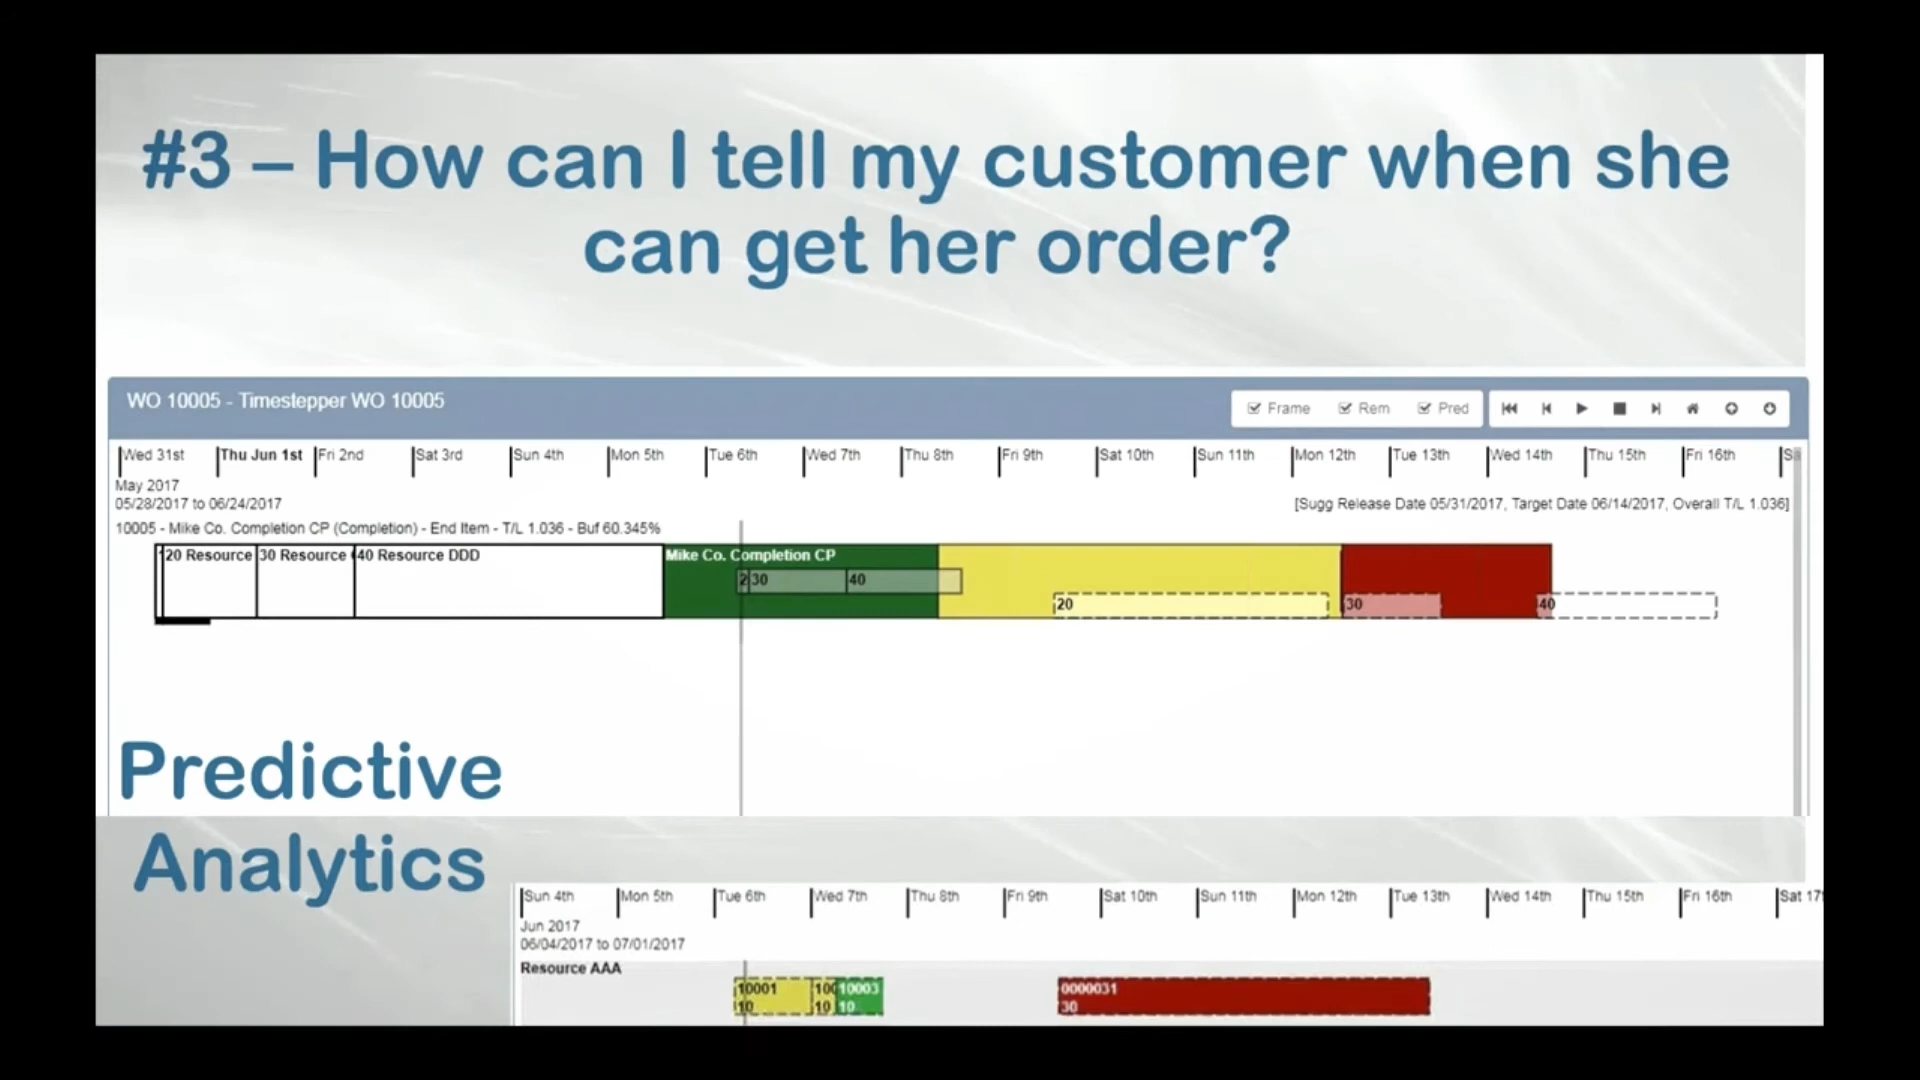 #3 – How can I tell my customer when she
can get her order?
WO 10005 - Timestepper WO 10005
Frame Rem Pred
Wed 31st Thu Jun 1st Fri 2nd Sat 3rd Sun 4th Mon 5th Tue 6th Wed 7th Thu 8th Fri 9th Sat 10th Sun 11th Mon 12th Tue 13th Wed 14th Thu 15th Fri 16th Sa
May 2017
05/28/2017 to 06/24/2017 [Sugg Release Date 05/31/2017, Target Date 06/14/2017, Overall T/L 1.036]
10005 - Mike Co. Completion CP (Completion) - End Item - T/L 1.036 - Buf 60.345%
20 Resource 30 Resource 40 Resource DDD Mike Co. Completion CP
2 30 40
20 30 40
Predictive
Analytics
Sun 4th Mon 5th Tue 6th Wed 7th Thu 8th Fri 9th Sat 10th Sun 11th Mon 12th Tue 13th Wed 14th Thu 15th Fri 16th Sat 17
Jun 2017
06/04/2017 to 07/01/2017
Resource AAA
10001 100 10003 0000031
10 10 10 30